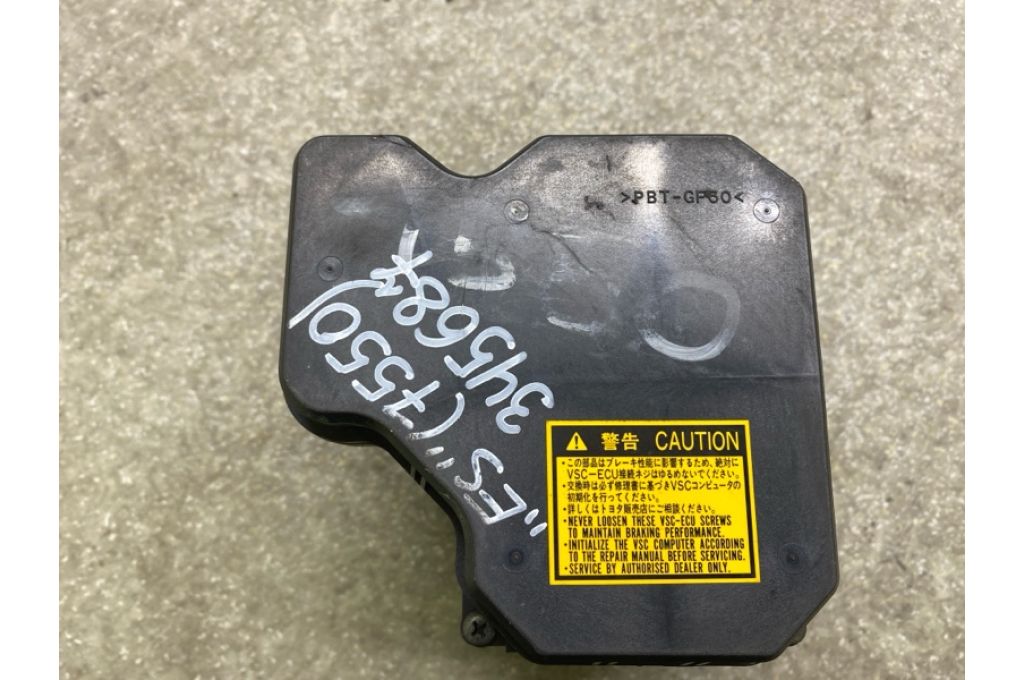 >PBT-GF30<
"ES" (7550)
345687
警告 CAUTION
・この部品はブレーキ性能に影響するため、絶対に
VSC-ECU接続ネジはゆるめないでください。
・交換時は必ず修理書に基づきVSCコンピュータの
初期化を行ってください。
・詳しくはトヨタ販売店にご相談ください。
・NEVER LOOSEN THESE VSC-ECU SCREWS
TO MAINTAIN BRAKING PERFORMANCE.
・INITIALIZE THE VSC COMPUTER ACCORDING
TO THE REPAIR MANUAL BEFORE SERVICING.
・SERVICE BY AUTHORISED DEALER ONLY.